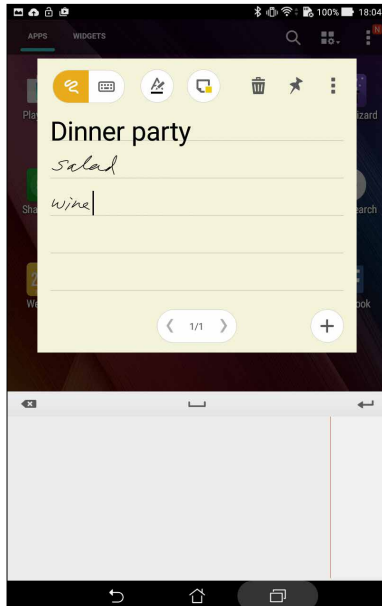 100% 18:04
APPS WIDGETS
N
Dinner party
salad
wine
1/1